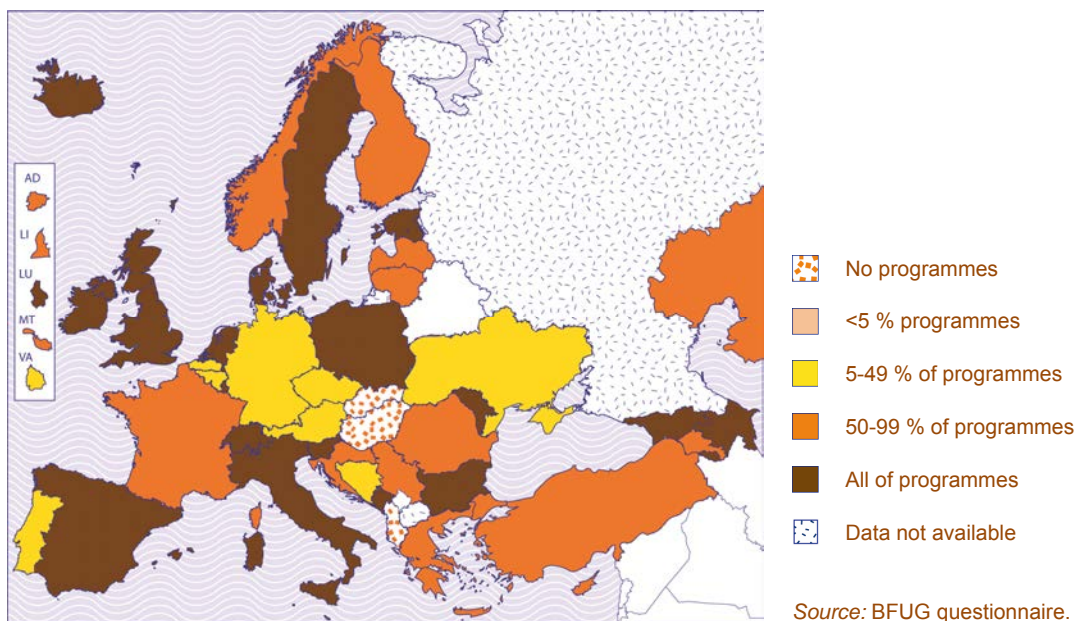 AD
LI
LU
MT
VA
No programmes
<5 % programmes
5-49 % of programmes
50-99 % of programmes
All of programmes
Data not available
Source: BFUG questionnaire.